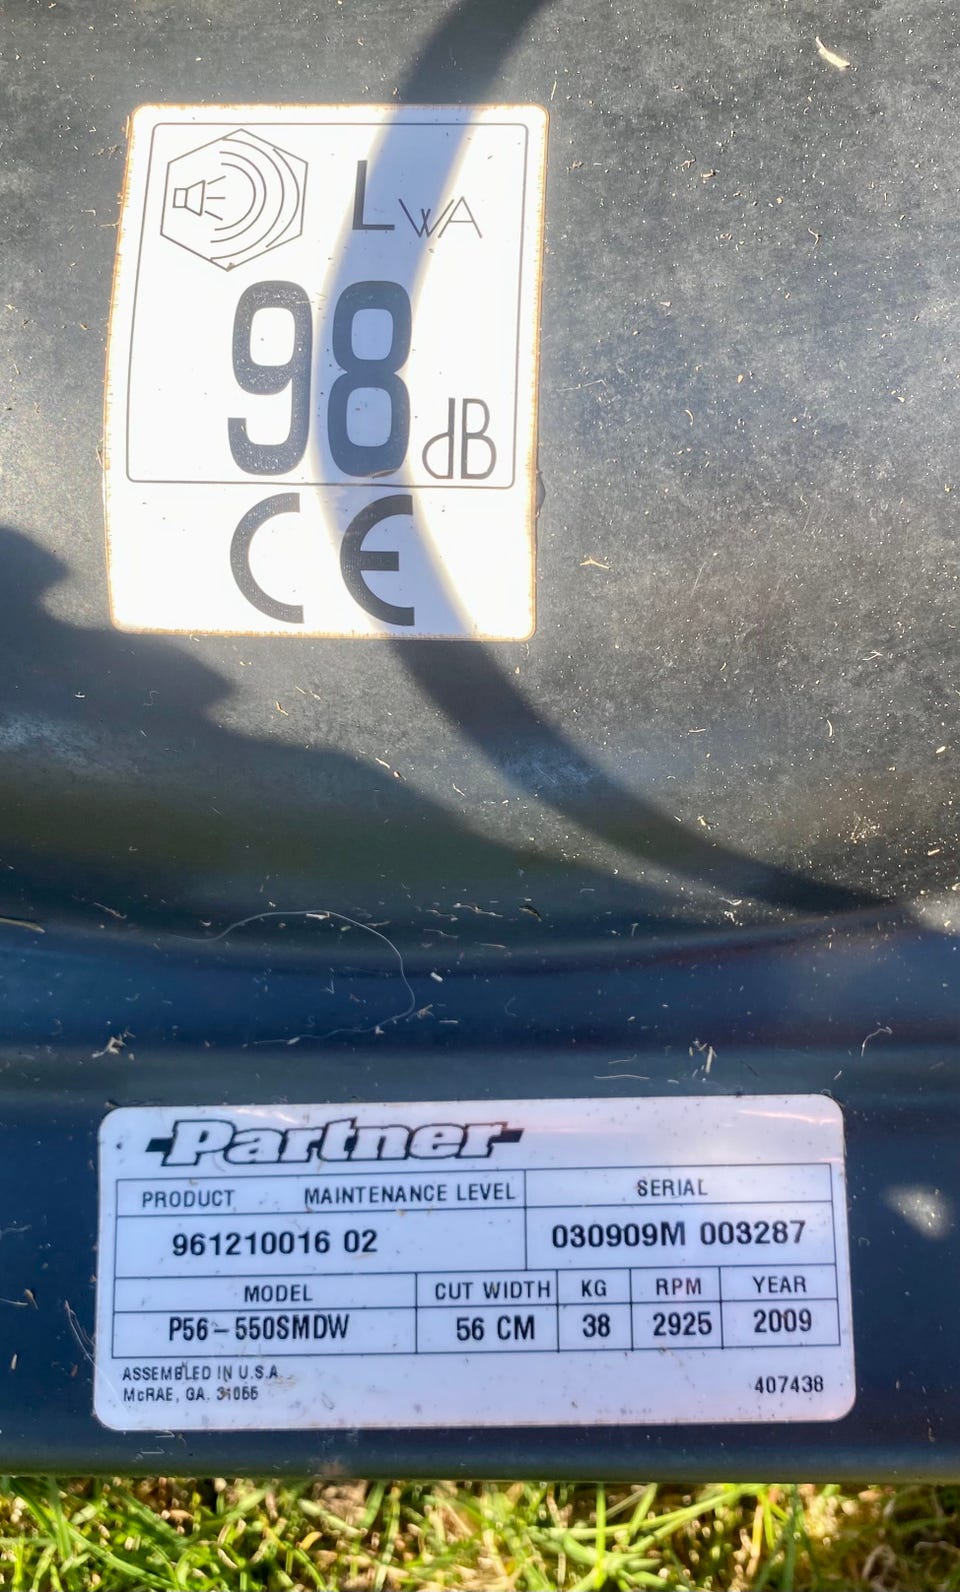 LWA
98 dB
CE
Partner
PRODUCT MAINTENANCE LEVEL SERIAL
961210016 02 030909M 003287
MODEL CUT WIDTH KG RPM YEAR
P56-550SMDW 56 CM 38 2925 2009
ASSEMBLED IN U.S.A.
McRAE, GA. 31055 407438